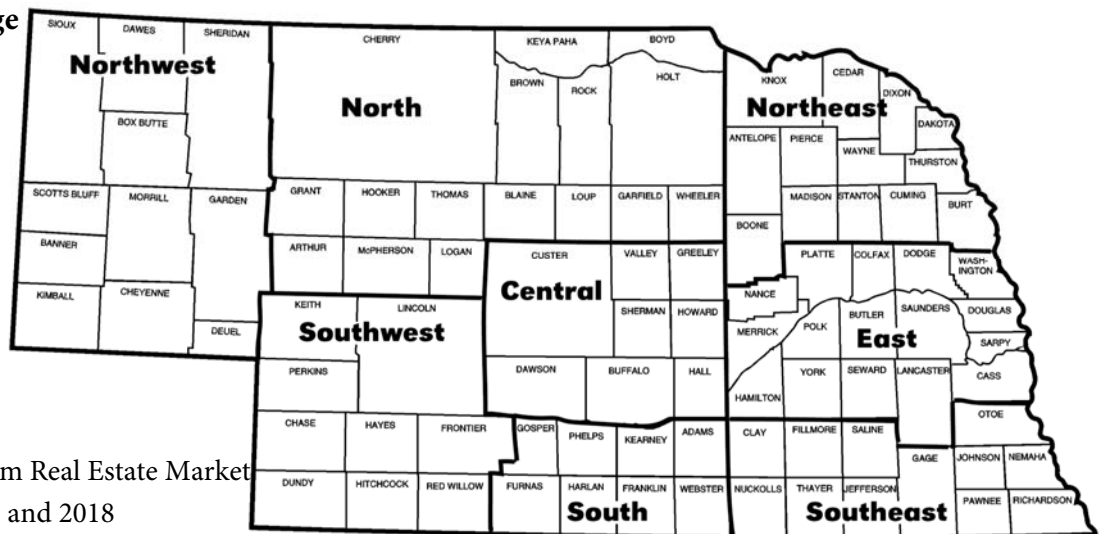 ge
SIOUX
DAWES
SHERIDAN
Northwest
BOX BUTTE
SCOTTS BLUFF
MORRILL
GARDEN
BANNER
KIMBALL
CHEYENNE
DEUEL
CHERRY
KEYA PAHA
BOYD
North
BROWN
ROCK
HOLT
GRANT
HOOKER
THOMAS
BLAINE
LOUP
GARFIELD
WHEELER
ARTHUR
McPHERSON
LOGAN
KNOX
CEDAR
DIXON
Northeast
DAKOTA
ANTELOPE
PIERCE
WAYNE
THURSTON
MADISON
STANTON
CUMING
BURT
BOONE
CUSTER
VALLEY
GREELEY
Central
SHERMAN
HOWARD
DAWSON
BUFFALO
HALL
PLATTE
COLFAX
DODGE
WASH-
INGTON
NANCE
MERRICK
POLK
BUTLER
SAUNDERS
DOUGLAS
East
SARPY
HAMILTON
YORK
SEWARD
LANCASTER
CASS
KEITH
LINCOLN
Southwest
PERKINS
CHASE
HAYES
FRONTIER
DUNDY
HITCHCOCK
RED WILLOW
GOSPER
PHELPS
KEARNEY
ADAMS
FURNAS
HARLAN
FRANKLIN
WEBSTER
South
CLAY
FILLMORE
SALINE
OTOE
GAGE
JOHNSON
NEMAHA
NUCKOLLS
THAYER
JEFFERSON
PAWNEE
RICHARDSON
Southeast
m Real Estate Market
and 2018